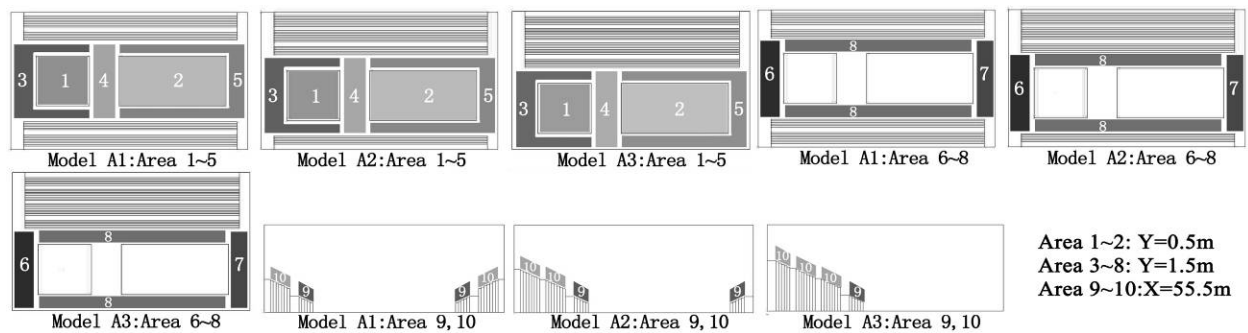 3 1 4 2 5
Model A1:Area 1~5
3 1 4 2 5
Model A2:Area 1~5
3 1 4 2 5
Model A3:Area 1~5
8
6 7
8
Model A1:Area 6~8
8
6 7
8
Model A2:Area 6~8
8
6 7
8
Model A3:Area 6~8
10 9 9 10
Model A1:Area 9,10
10 10 9 9
Model A2:Area 9,10
10 10 10 9
Model A3:Area 9,10
Area 1~2: Y=0.5m
Area 3~8: Y=1.5m
Area 9~10:X=55.5m